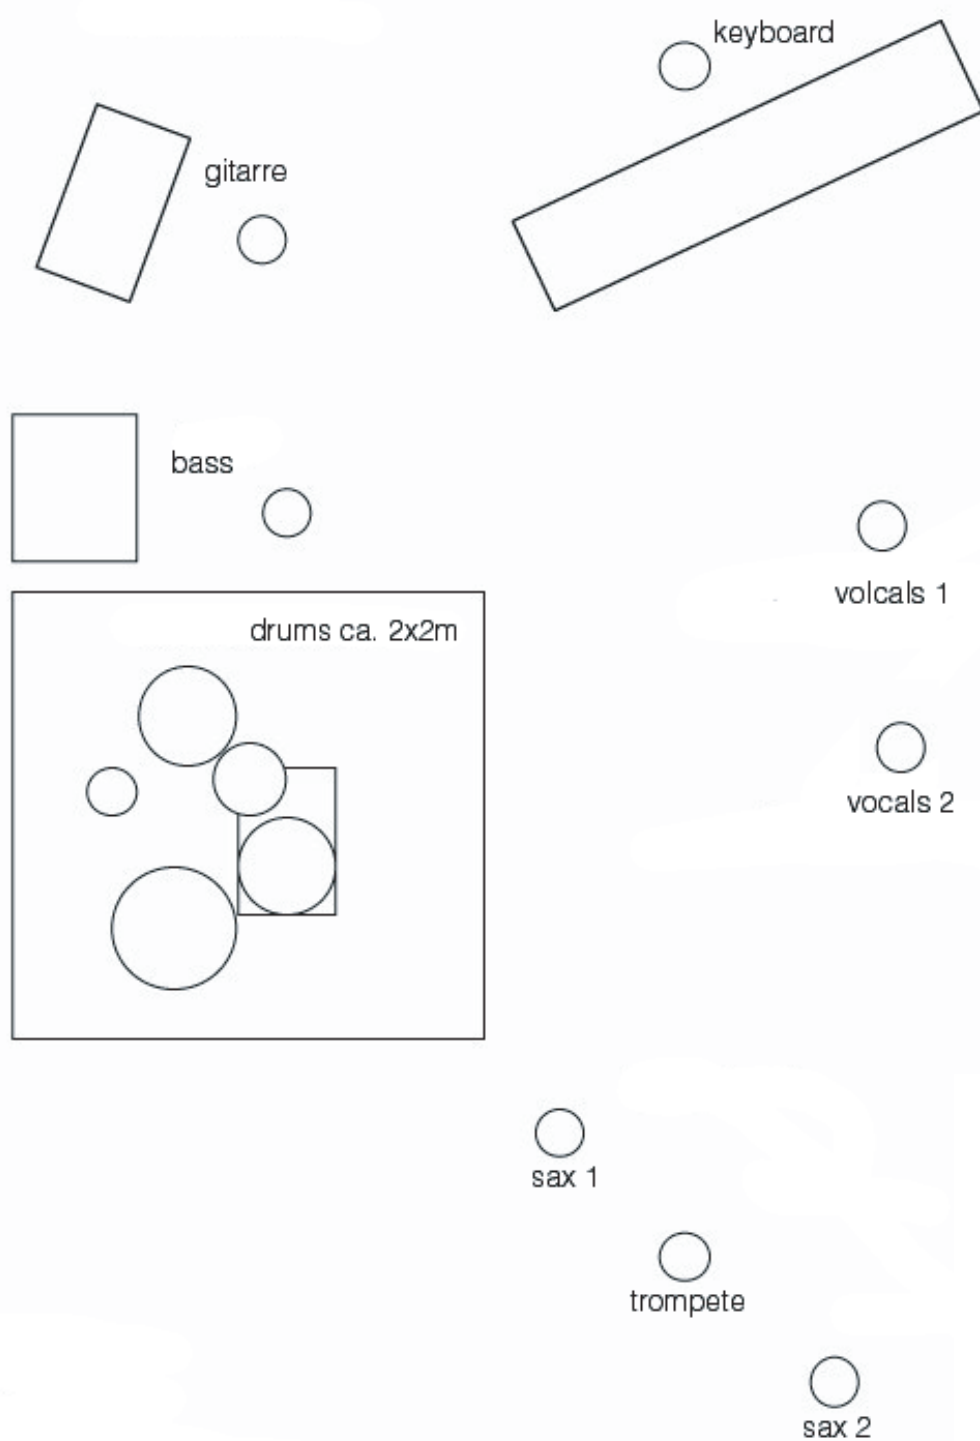 keyboard
gitarre
bass
volcals 1
drums ca. 2x2m
vocals 2
sax 1
trompete
sax 2